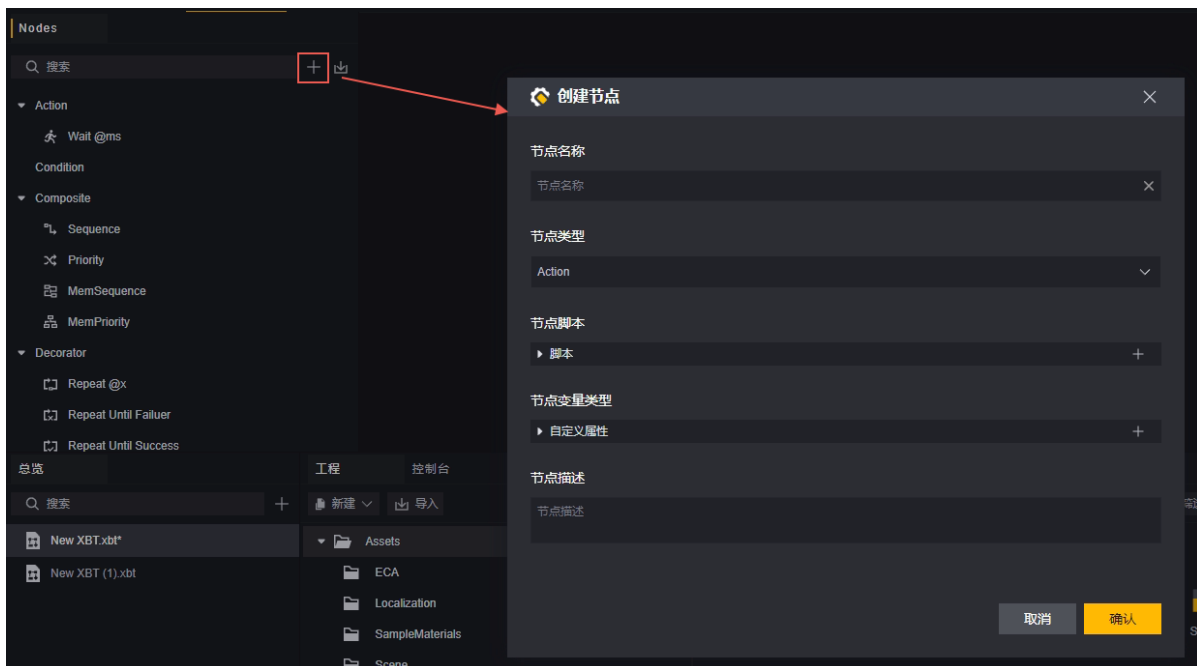 Nodes
搜索
Action
Wait @ms
Condition
Composite
Sequence
Priority
MemSequence
MemPriority
Decorator
Repeat @x
Repeat Until Failuer
Repeat Until Success
总览
搜索
New XBT.xbt*
New XBT (1).xbt
工程
控制台
新建
导入
Assets
ECA
Localization
SampleMaterials
Scene
创建节点
节点名称
节点名称
节点类型
Action
节点脚本
脚本
节点变量类型
自定义属性
节点描述
节点描述
取消
确认
S